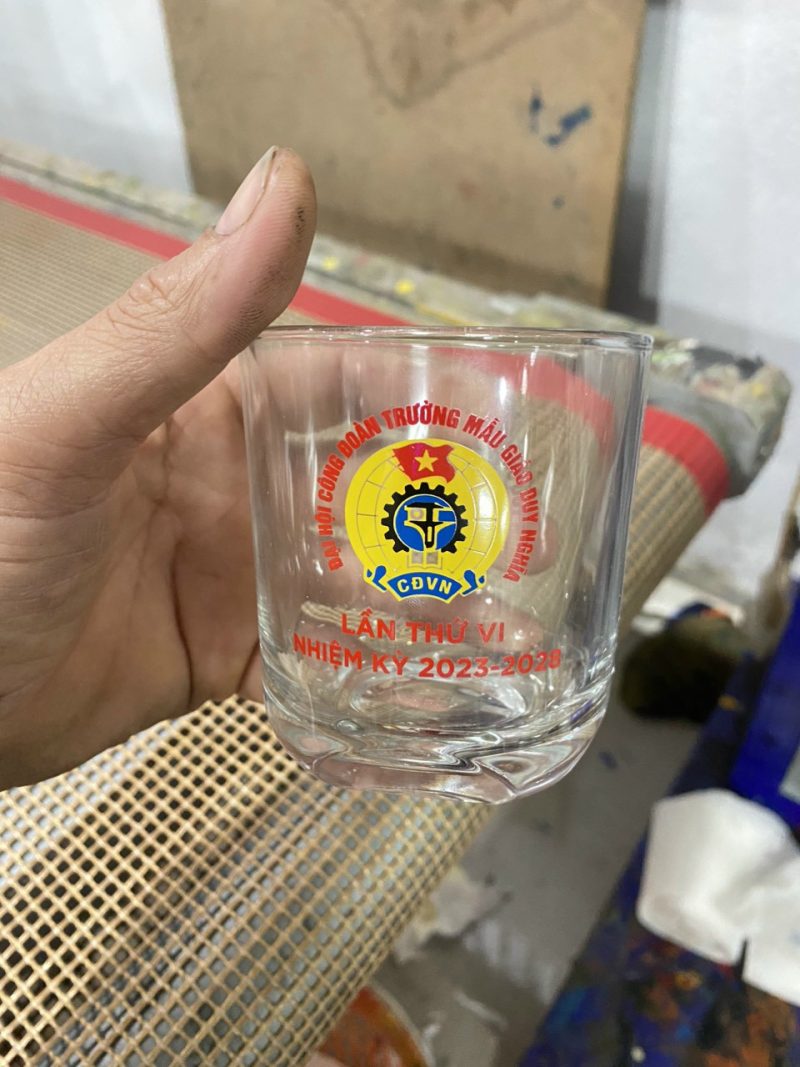 ĐẠI HỘI CÔNG ĐOÀN TRƯỜNG MẪU GIÁO DUY NGHĨA
CĐVN
LẦN THỨ VI
NHIỆM KỲ 2023-2028